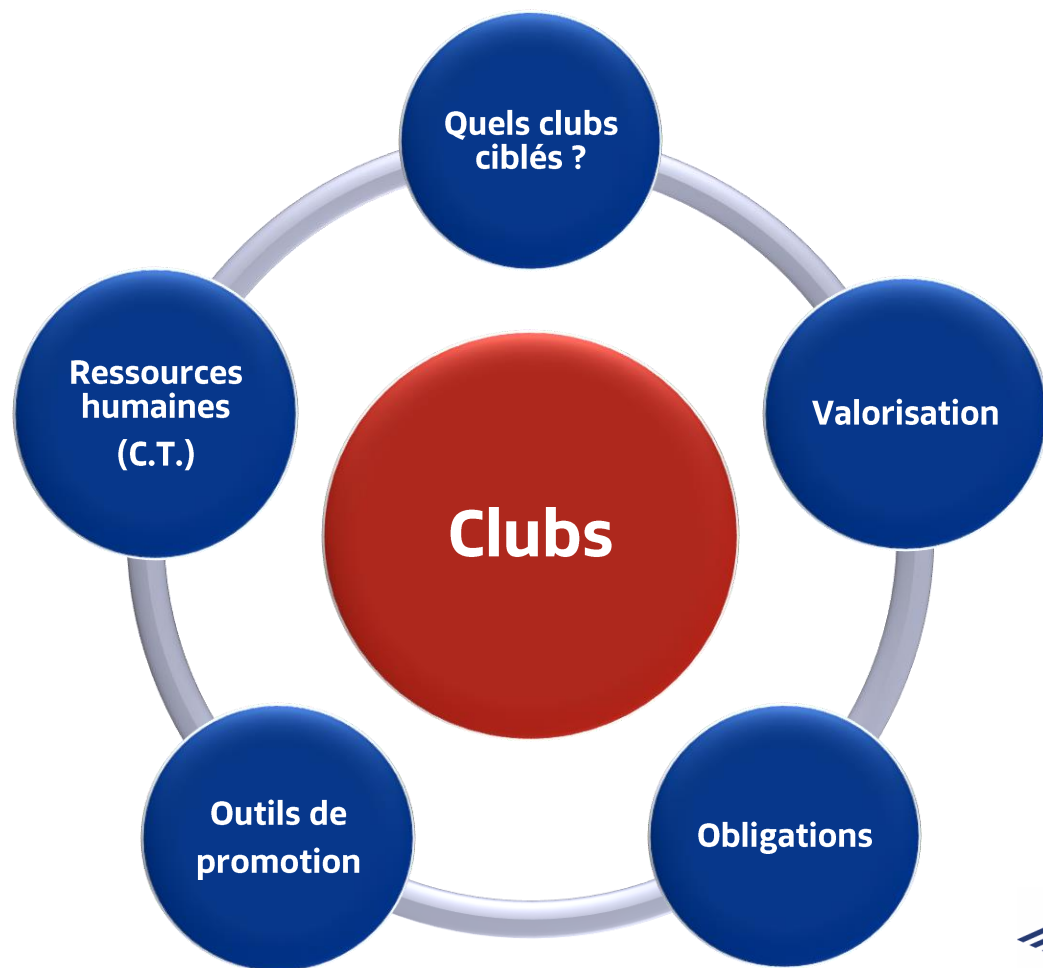 Quels clubs
ciblés ?
Valorisation
Obligations
Outils de
promotion
Ressources
humaines
(C.T.)
Clubs